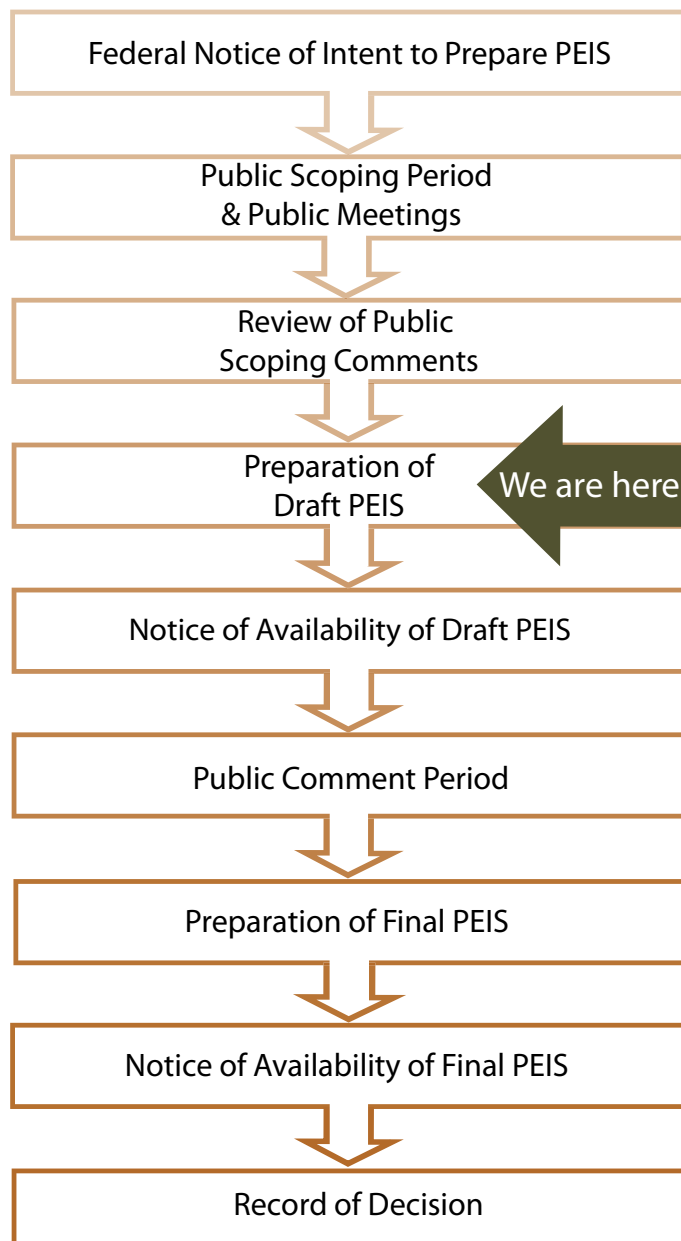 Federal Notice of Intent to Prepare PEIS
Public Scoping Period
& Public Meetings
Review of Public
Scoping Comments
Preparation of
Draft PEIS
We are here
Notice of Availability of Draft PEIS
Public Comment Period
Preparation of Final PEIS
Notice of Availability of Final PEIS
Record of Decision